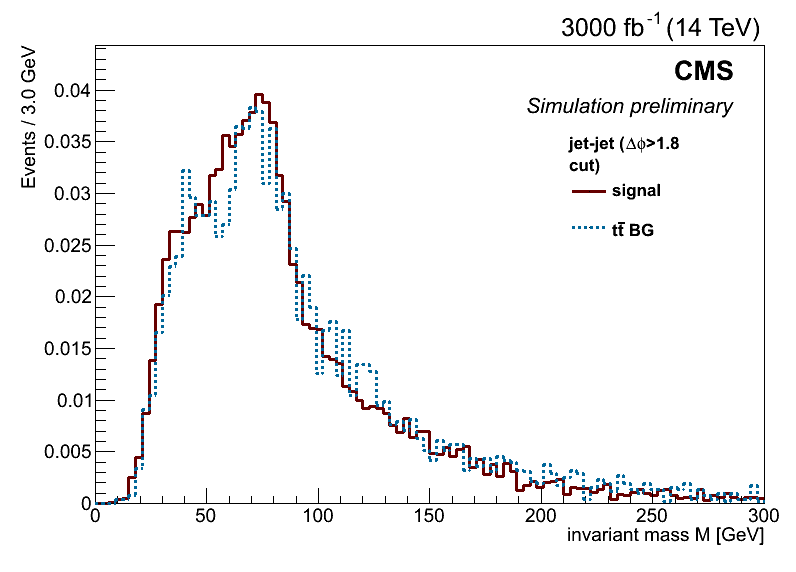 3000 fb⁻¹ (14 TeV)
CMS
Simulation preliminary
jet-jet (Δϕ>1.8
cut)
signal
tt̄ BG
Events / 3.0 GeV
0.04
0.035
0.03
0.025
0.02
0.015
0.01
0.005
0
0 50 100 150 200 250 300
invariant mass M [GeV]